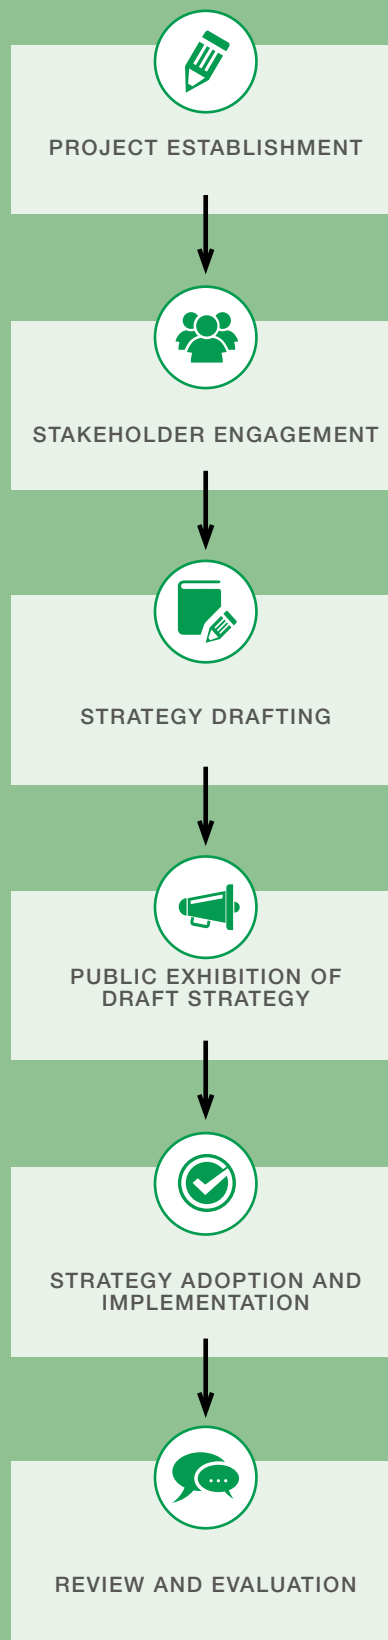 PROJECT ESTABLISHMENT
STAKEHOLDER ENGAGEMENT
STRATEGY DRAFTING
PUBLIC EXHIBITION OF
DRAFT STRATEGY
STRATEGY ADOPTION AND
IMPLEMENTATION
REVIEW AND EVALUATION